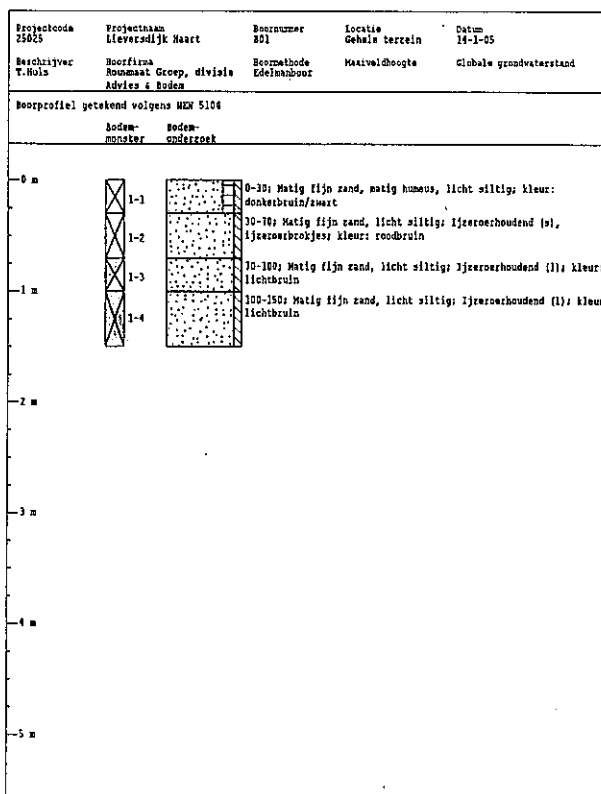 Projectcode Projectnaam Boornummer Locatie Datum
25025 Lieversdijk Haart B01 Gehele terrein 14-1-05
Beschrijver Boorfirma Boormethode Maaiveldhoogte Globale grondwaterstand
T.Huls Rouwmaat Groep, divisie Edelmanboor
Advies & Bodem
Boorprofiel getekend volgens NEN 5104
Bodem- Bodem-
monster onderzoek
0 m
1-1 0-30; Matig fijn zand, matig humeus, licht siltig; kleur:
donkerbruin/zwart
1-2 30-70; Matig fijn zand, licht siltig; Ijzeroerhoudend (s),
ijzeroerbrokjes; kleur: roodbruin
1-3 70-100; Matig fijn zand, licht siltig; Ijzeroerhoudend (l); kleur:
lichtbruin
1 m
1-4 100-150; Matig fijn zand, licht siltig; Ijzeroerhoudend (l); kleur
lichtbruin
2 m
3 m
4 m
5 m